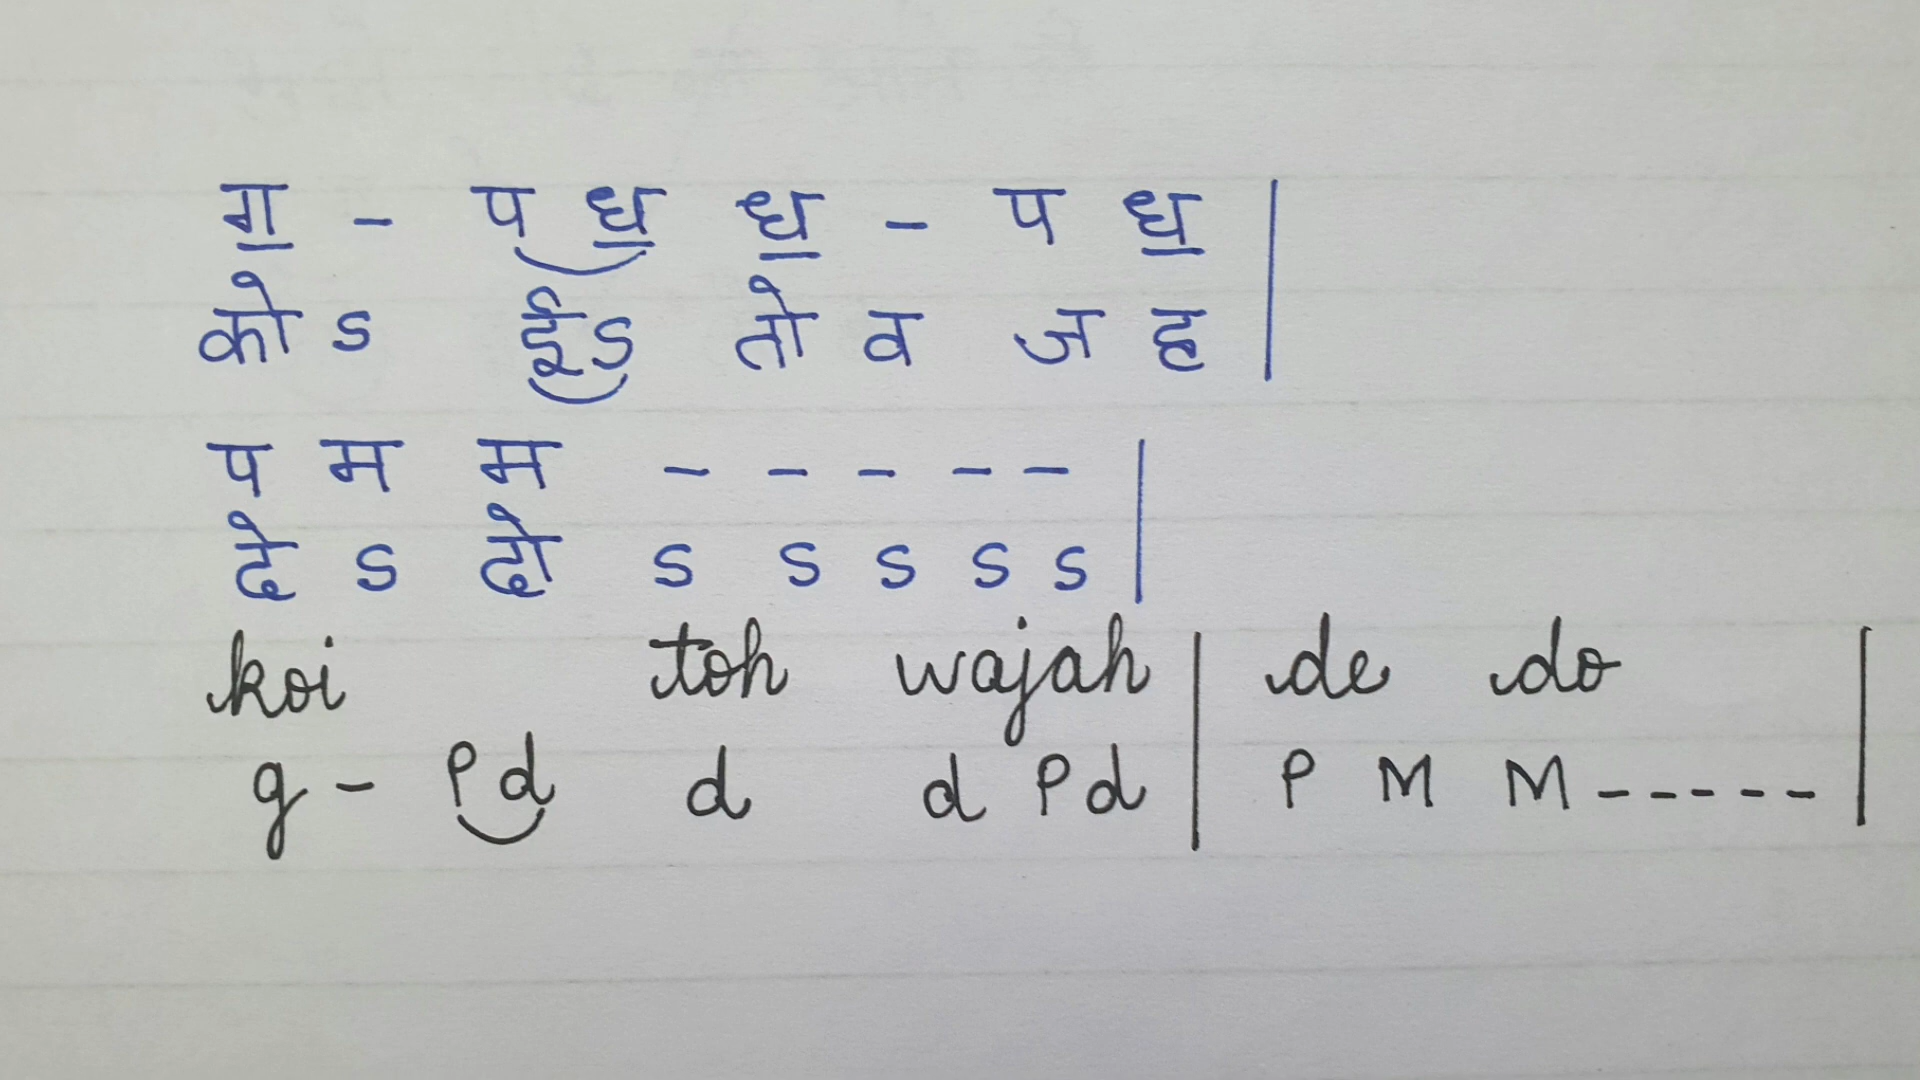 ग॒ - प ध॒ ध॒ - प ध॒ |
को ऽ ईऽ तो व ज ह |
प म म - - - - - |
दे ऽ दो ऽ ऽ ऽ ऽ ऽ |
koi toh wajah | de do |
g - Pd d d Pd | P M M - - - - - |